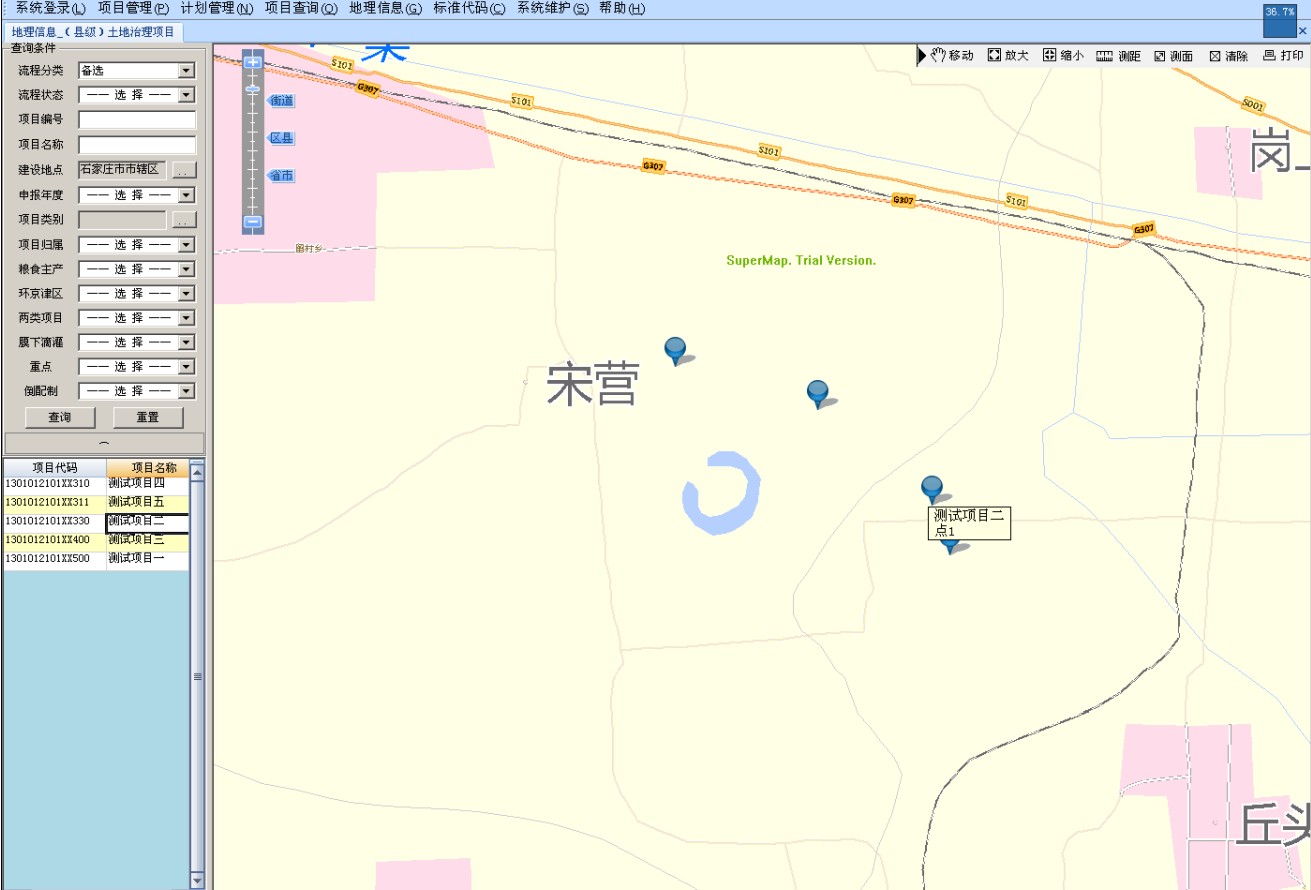 系统登录(L) 项目管理(P) 计划管理(N) 项目查询(Q) 地理信息(G) 标准代码(C) 系统维护(S) 帮助(H)
36.7%
地理信息_(县级)土地治理项目
查询条件
流程分类 备选
流程状态 —— 选 择 ——
项目编号
项目名称
建设地点 石家庄市市辖区 ..
申报年度 —— 选 择 ——
项目类别 ..
项目归属 —— 选 择 ——
粮食主产 —— 选 择 ——
环京津区 —— 选 择 ——
两类项目 —— 选 择 ——
膜下滴灌 —— 选 择 ——
重点 —— 选 择 ——
倒配制 —— 选 择 ——
查询 重置
项目代码 项目名称
1301012101XX310 测试项目四
1301012101XX311 测试项目五
1301012101XX330 测试项目二
1301012101XX400 测试项目三
1301012101XX500 测试项目一
移动 放大 缩小 测距 测面 清除 打印
街道
区县
省市
S101
G307
S101
S101
G307
G307
S101
G307
S001
岗上
留村乡
SuperMap. Trial Version.
宋营
测试项目二
点1
丘头